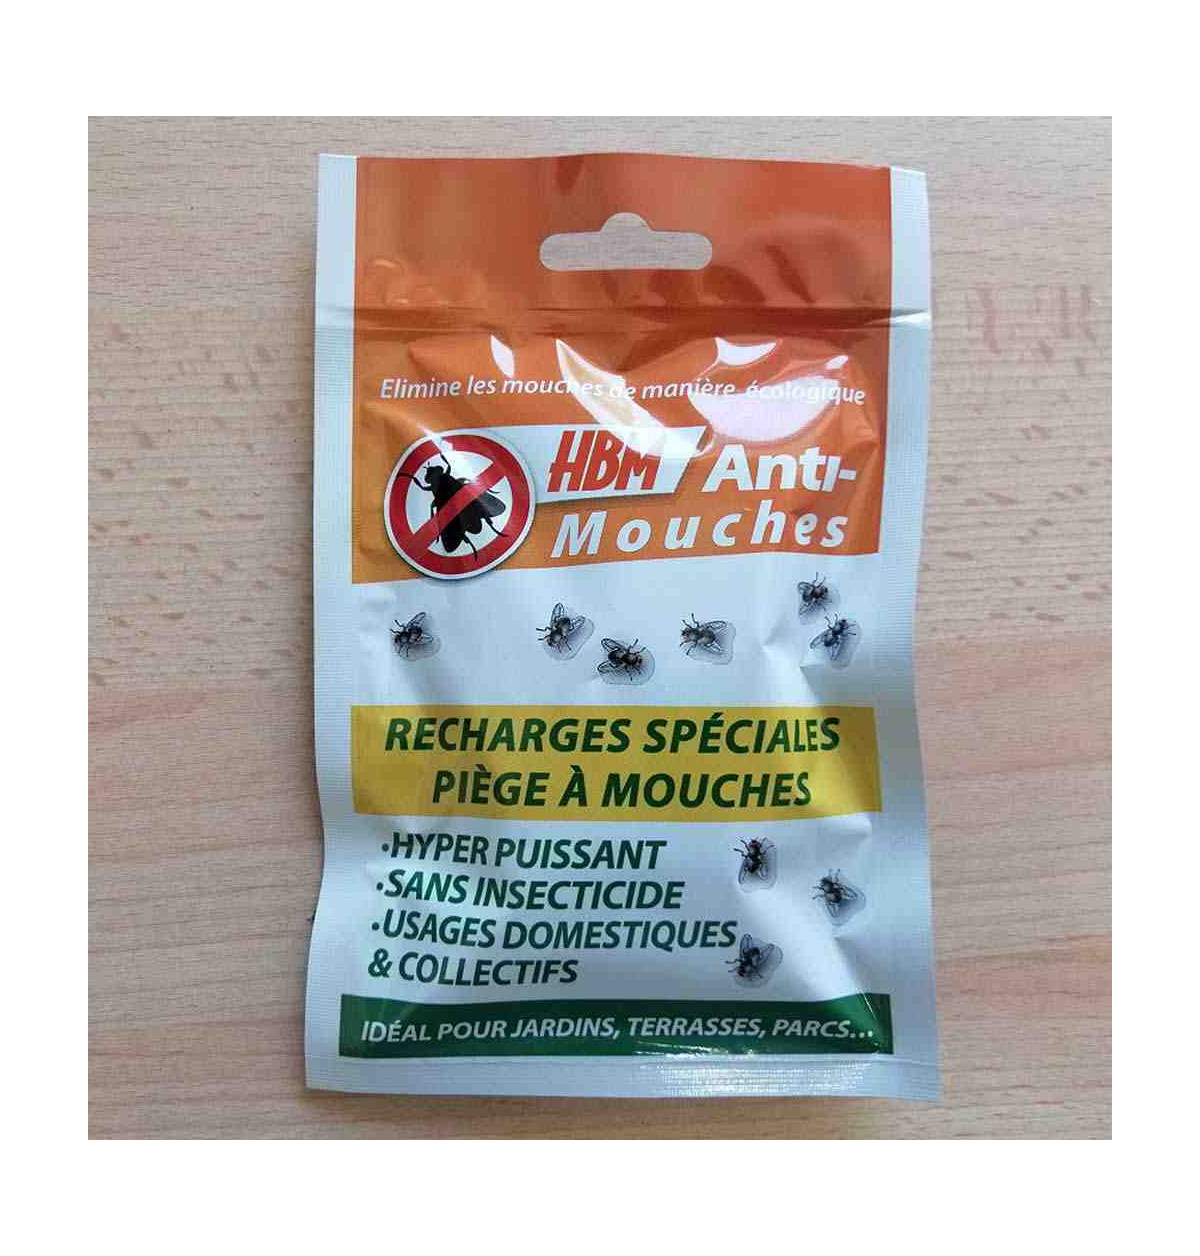 Elimine les mouches de manière écologique
HBM Anti-
Mouches
RECHARGES SPÉCIALES
PIÈGE À MOUCHES
•HYPER PUISSANT
•SANS INSECTICIDE
•USAGES DOMESTIQUES
& COLLECTIFS
IDÉAL POUR JARDINS, TERRASSES, PARCS...